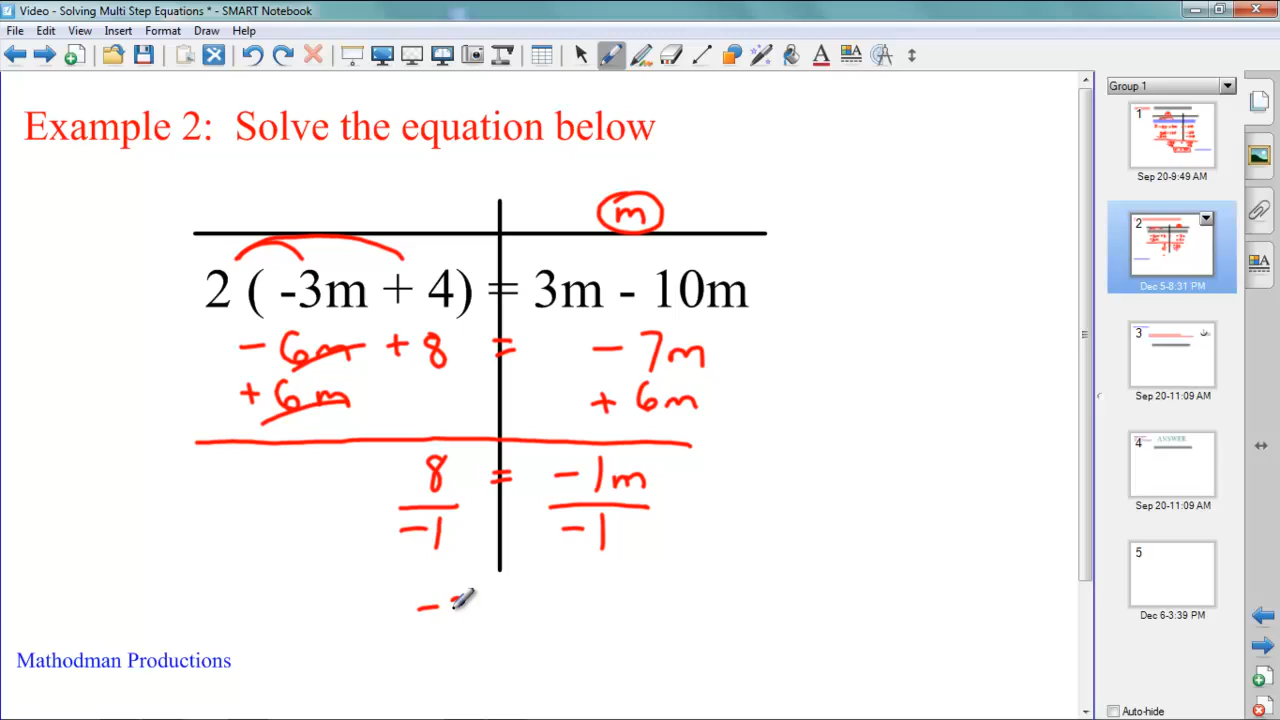 Video - Solving Multi Step Equations * - SMART Notebook
File Edit View Insert Format Draw Help
Group 1
Example 2: Solve the equation below
m
2 ( -3m + 4) = 3m - 10m
- 6m + 8 = - 7m
+ 6m + 6m
8 = - 1m
-1 -1
-
Mathodman Productions
1
Sep 20-9:49 AM
2
Dec 5-8:31 PM
3
Sep 20-11:09 AM
4
ANSWER
Sep 20-11:09 AM
5
Dec 6-3:39 PM
Auto-hide